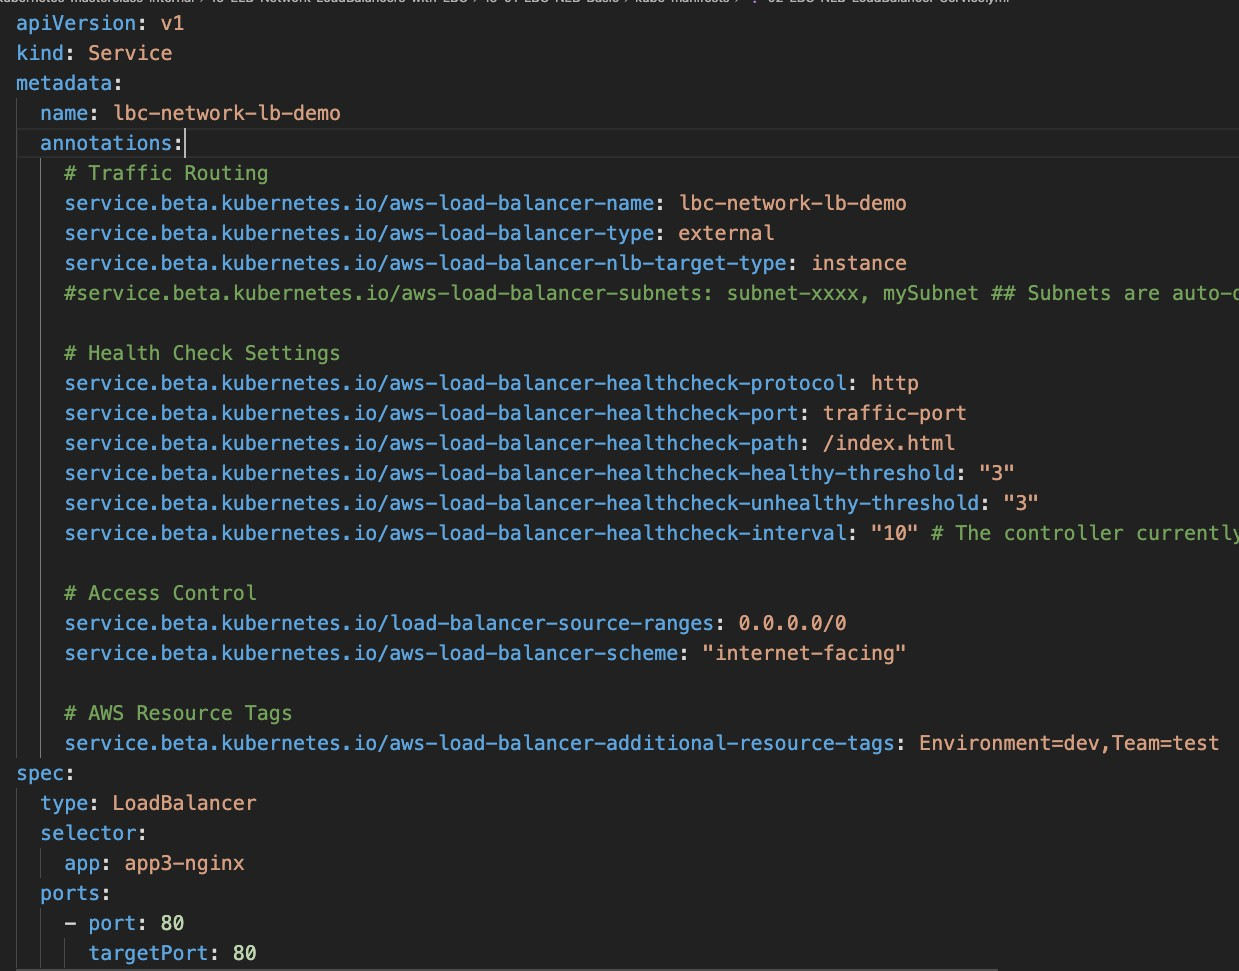 apiVersion: v1
kind: Service
metadata:
  name: lbc-network-lb-demo
  annotations:
    # Traffic Routing
    service.beta.kubernetes.io/aws-load-balancer-name: lbc-network-lb-demo
    service.beta.kubernetes.io/aws-load-balancer-type: external
    service.beta.kubernetes.io/aws-load-balancer-nlb-target-type: instance
    #service.beta.kubernetes.io/aws-load-balancer-subnets: subnet-xxxx, mySubnet ## Subnets are

    # Health Check Settings
    service.beta.kubernetes.io/aws-load-balancer-healthcheck-protocol: http
    service.beta.kubernetes.io/aws-load-balancer-healthcheck-port: traffic-port
    service.beta.kubernetes.io/aws-load-balancer-healthcheck-path: /index.html
    service.beta.kubernetes.io/aws-load-balancer-healthcheck-healthy-threshold: "3"
    service.beta.kubernetes.io/aws-load-balancer-healthcheck-unhealthy-threshold: "3"
    service.beta.kubernetes.io/aws-load-balancer-healthcheck-interval: "10" # The controller currently

    # Access Control
    service.beta.kubernetes.io/load-balancer-source-ranges: 0.0.0.0/0
    service.beta.kubernetes.io/aws-load-balancer-scheme: "internet-facing"

    # AWS Resource Tags
    service.beta.kubernetes.io/aws-load-balancer-additional-resource-tags: Environment=dev,Team=test
spec:
  type: LoadBalancer
  selector:
    app: app3-nginx
  ports:
    - port: 80
      targetPort: 80